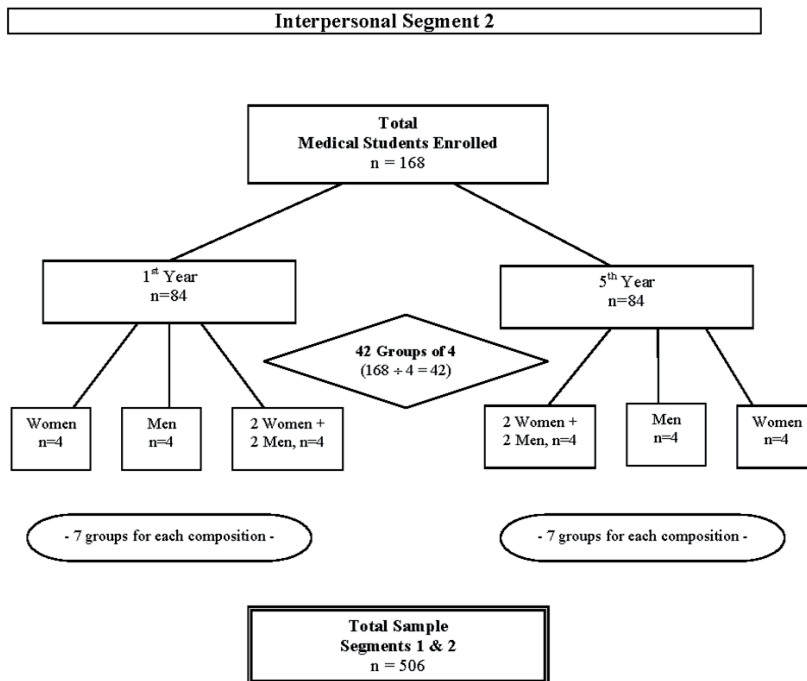 Interpersonal Segment 2
Total
Medical Students Enrolled
n = 168
1st Year
n=84
5th Year
n=84
42 Groups of 4
(168 ÷ 4 = 42)
Women
n=4
Men
n=4
2 Women +
2 Men, n=4
2 Women +
2 Men, n=4
Men
n=4
Women
n=4
- 7 groups for each composition -
- 7 groups for each composition -
Total Sample
Segments 1 & 2
n = 506